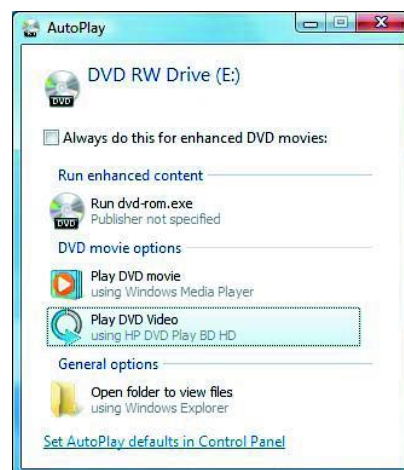 AutoPlay
DVD RW Drive (E:)
DVD
Always do this for enhanced DVD movies:
Run enhanced content
Run dvd-rom.exe
DVD
Publisher not specified
DVD movie options
Play DVD movie
using Windows Media Player
Play DVD Video
using HP DVD Play BD HD
General options
Open folder to view files
using Windows Explorer
Set AutoPlay defaults in Control Panel